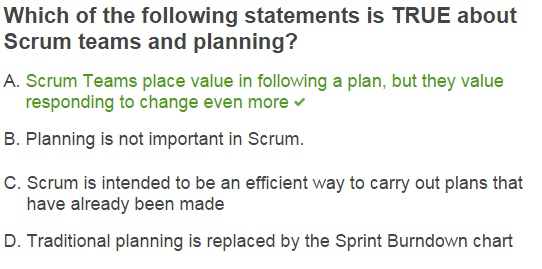 Which of the following statements is TRUE about
Scrum teams and planning?
A. Scrum Teams place value in following a plan, but they value
responding to change even more ✓
B. Planning is not important in Scrum.
C. Scrum is intended to be an efficient way to carry out plans that
have already been made
D. Traditional planning is replaced by the Sprint Burndown chart